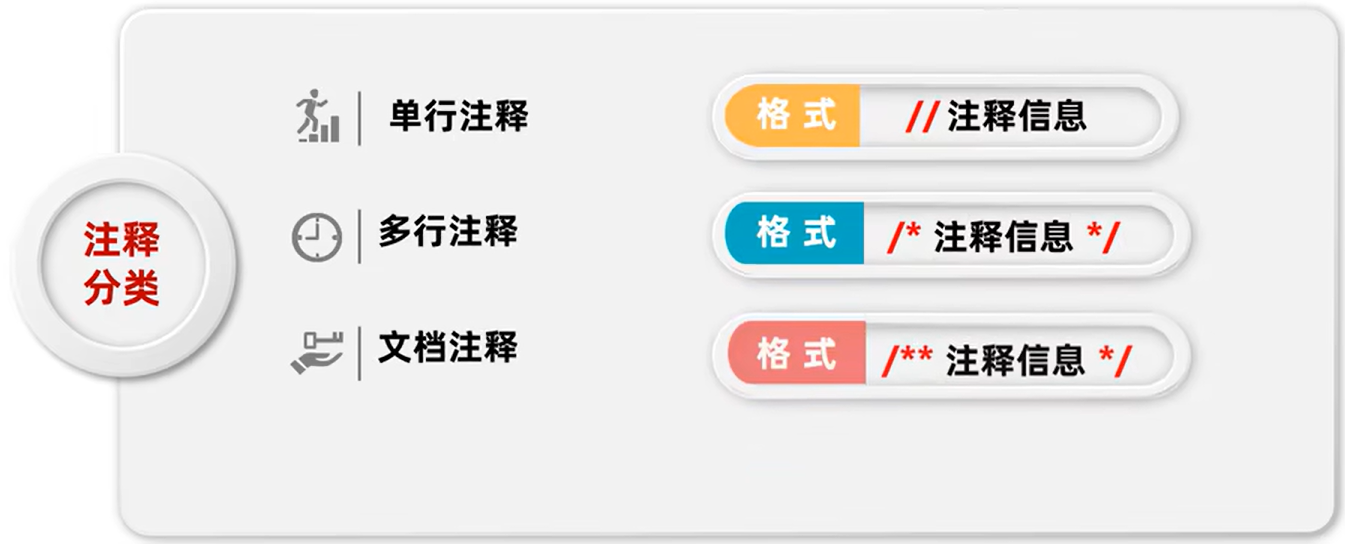 注释
分类
单行注释
格式 // 注释信息
多行注释
格式 /* 注释信息 */
文档注释
格式 /** 注释信息 */